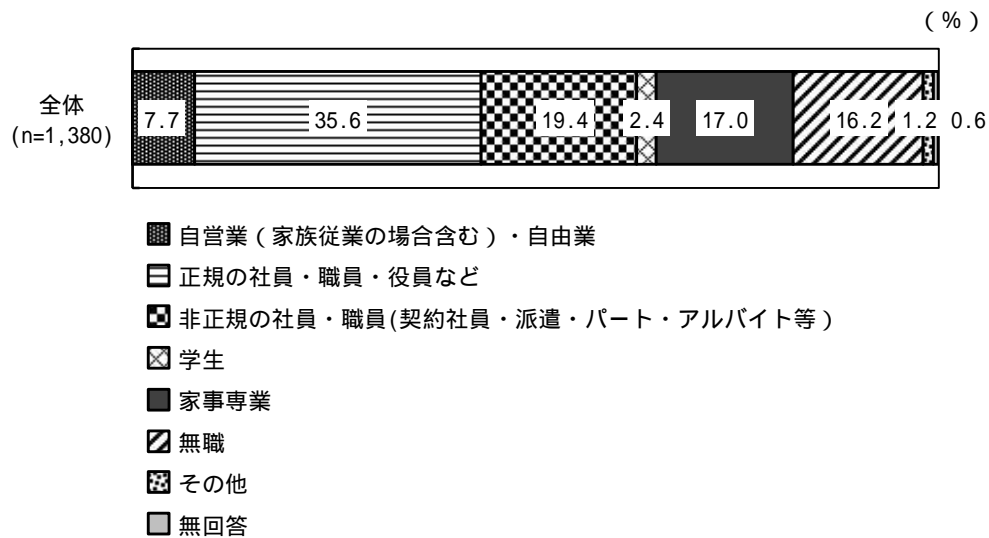 (%)
全体
(n=1,380)
7.7 35.6 19.4 2.4 17.0 16.2 1.2 0.6
自営業(家族従業の場合含む)・自由業
正規の社員・職員・役員など
非正規の社員・職員(契約社員・派遣・パート・アルバイト等)
学生
家事専業
無職
その他
無回答